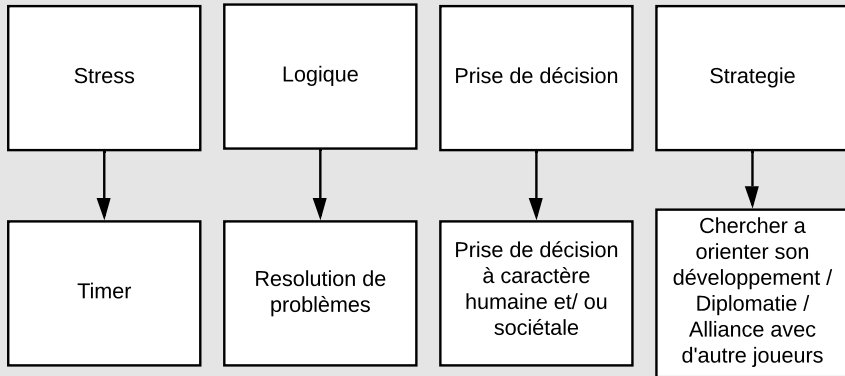 Stress
Logique
Prise de décision
Strategie
Timer
Resolution de
problèmes
Prise de décision
à caractère
humaine et/ ou
sociétale
Chercher a
orienter son
développement /
Diplomatie /
Alliance avec
d'autre joueurs